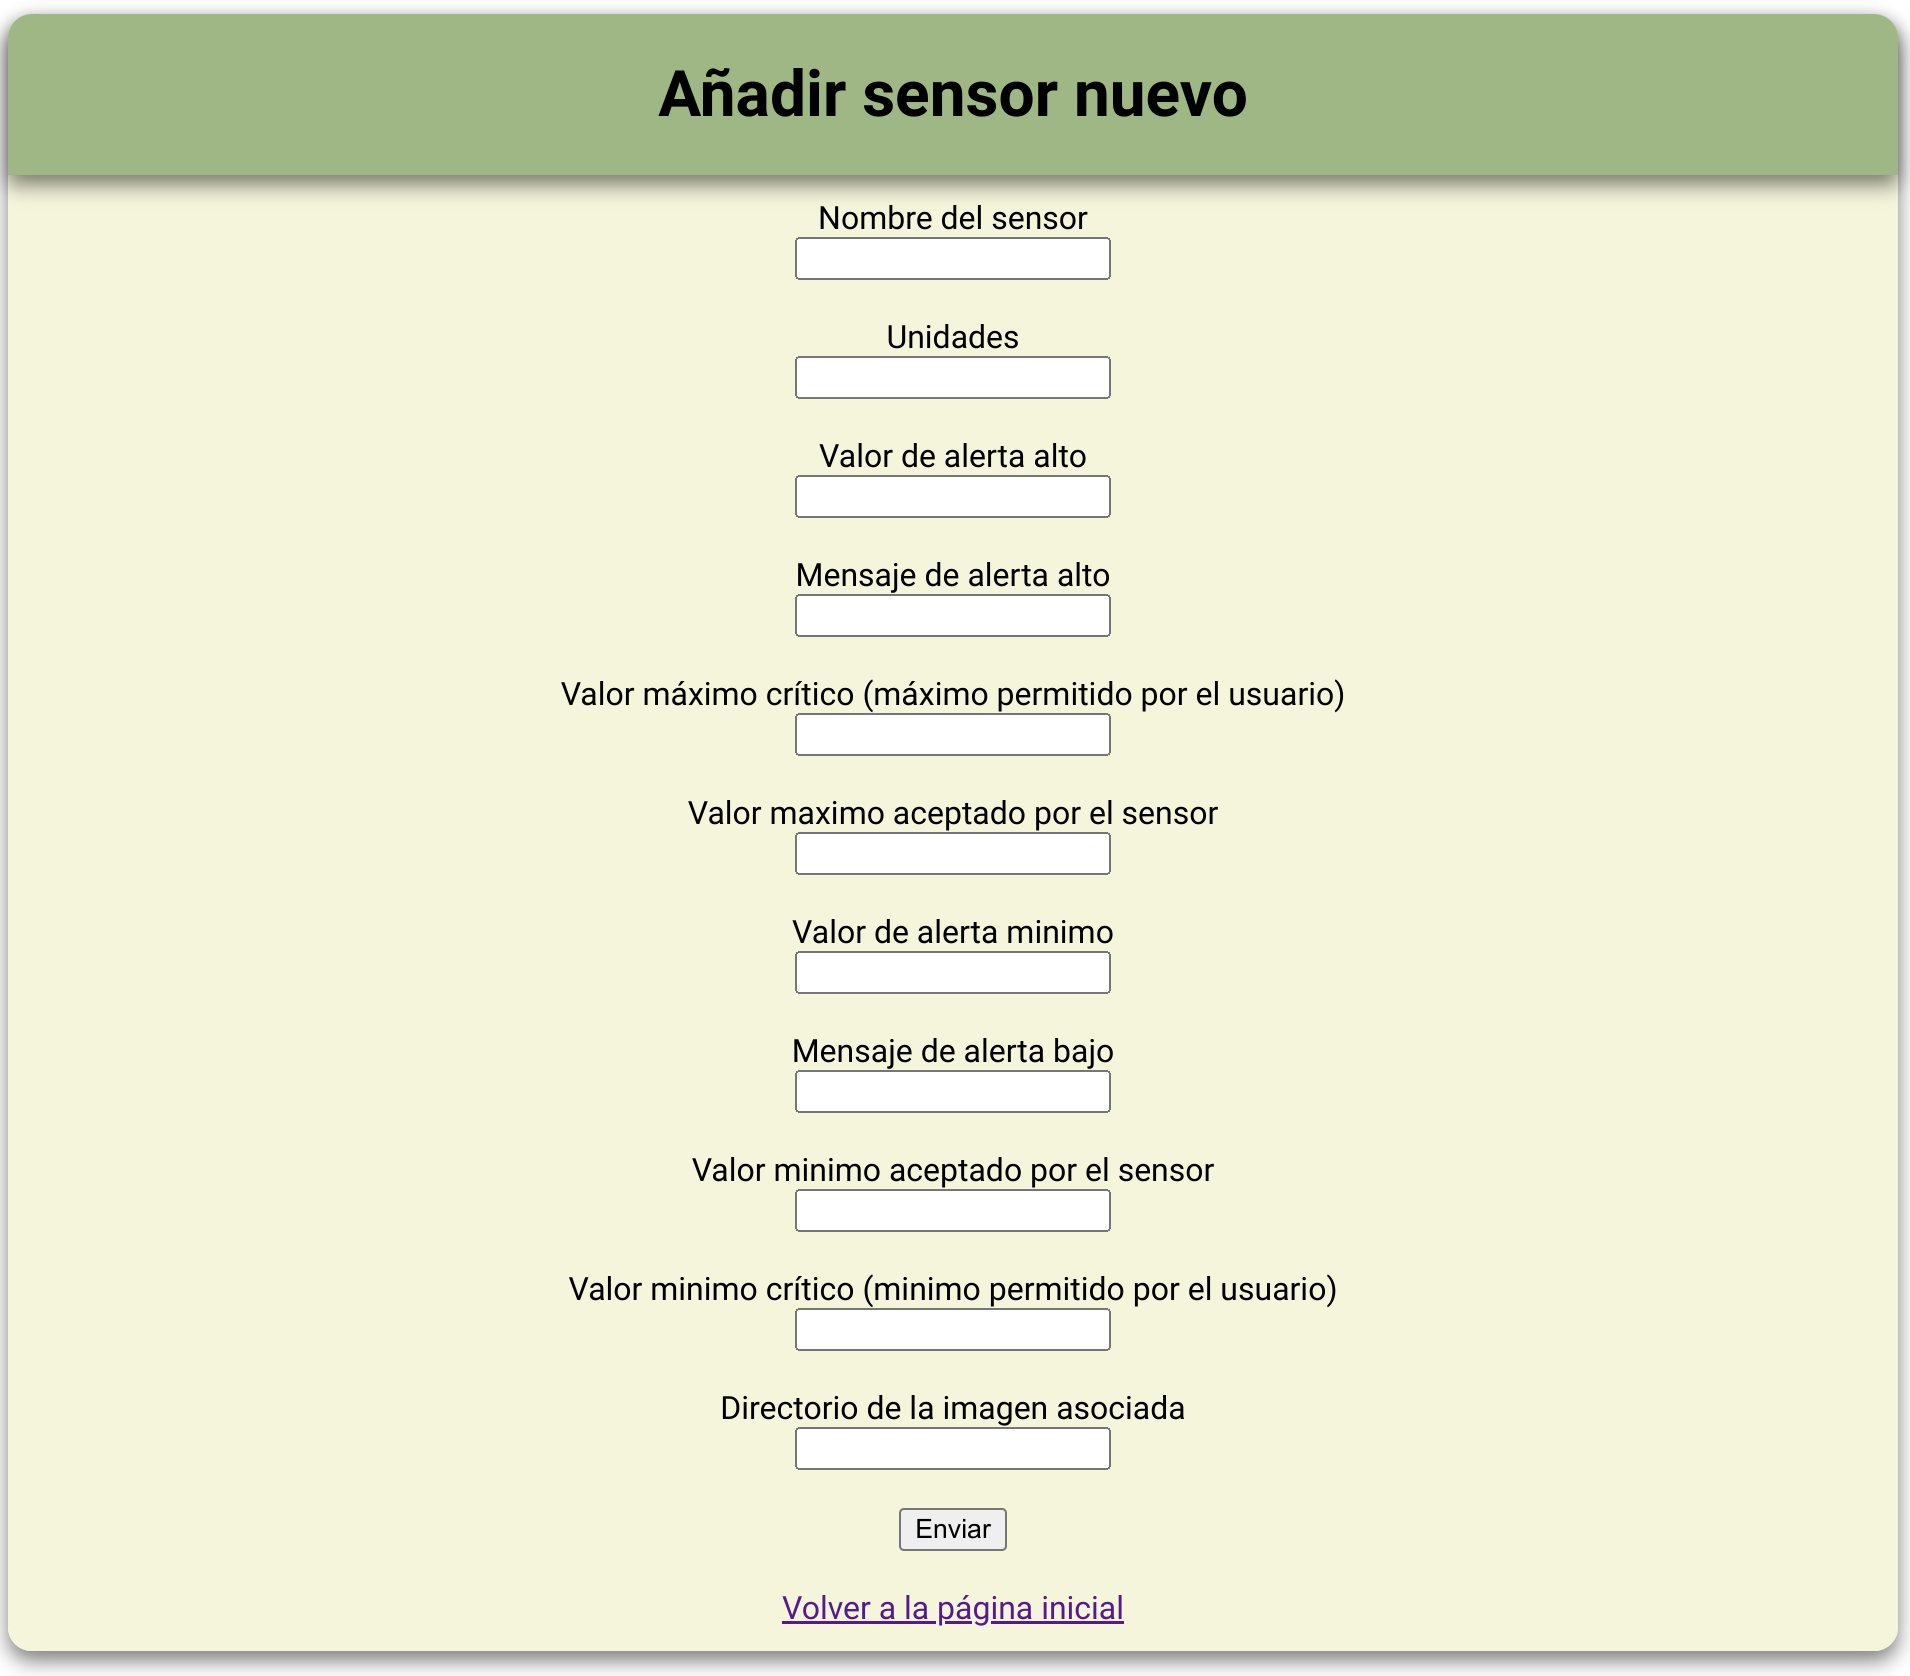 Añadir sensor nuevo
Nombre del sensor
Unidades
Valor de alerta alto
Mensaje de alerta alto
Valor máximo crítico (máximo permitido por el usuario)
Valor maximo aceptado por el sensor
Valor de alerta minimo
Mensaje de alerta bajo
Valor minimo aceptado por el sensor
Valor minimo crítico (minimo permitido por el usuario)
Directorio de la imagen asociada
Enviar
Volver a la página inicial